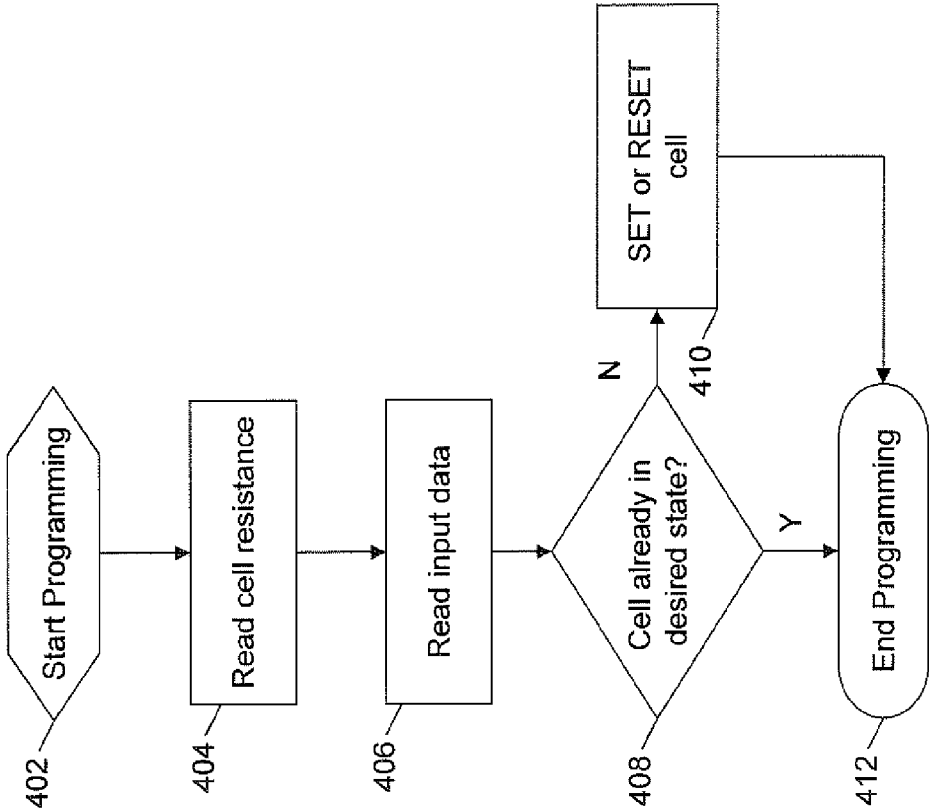 402
Start Programming
404
Read cell resistance
406
Read input data
408
Cell already in
desired state?
N
410
SET or RESET
cell
Y
412
End Programming